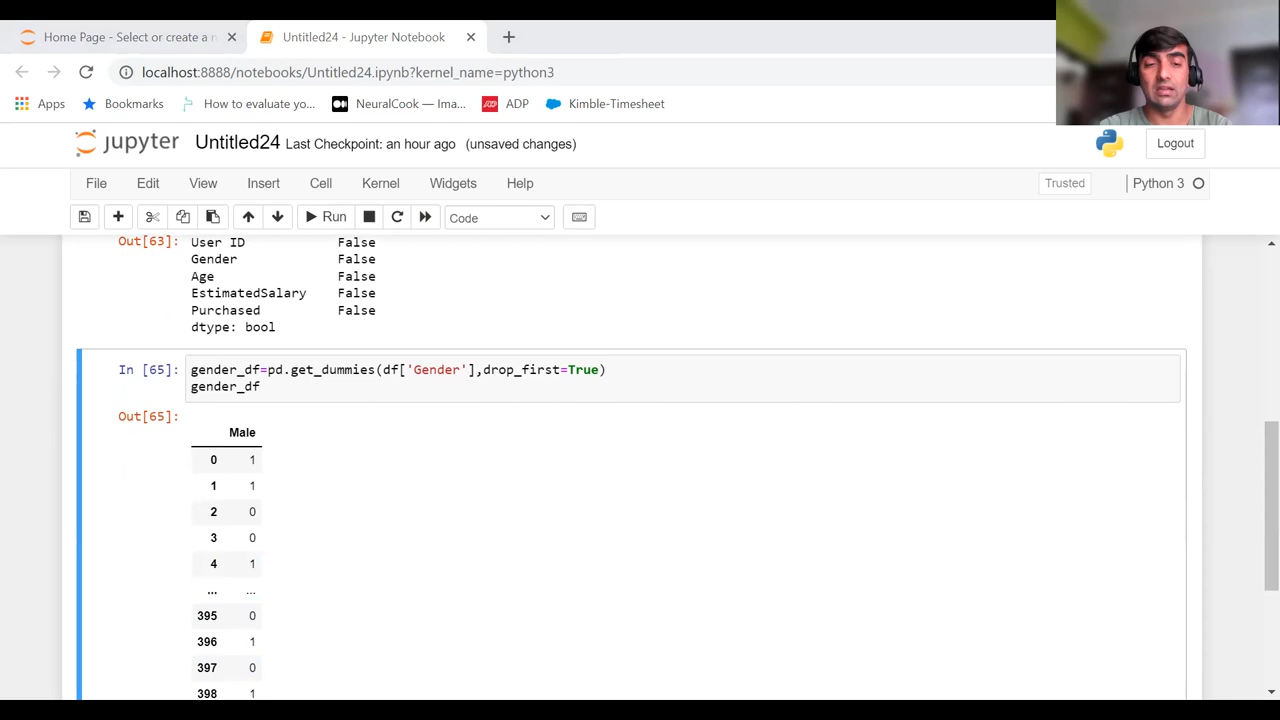 Home Page - Select or create a n
Untitled24 - Jupyter Notebook
localhost:8888/notebooks/Untitled24.ipynb?kernel_name=python3
Apps Bookmarks How to evaluate yo... NeuralCook — Ima... ADP Kimble-Timesheet
jupyter Untitled24 Last Checkpoint: an hour ago (unsaved changes) Logout
File Edit View Insert Cell Kernel Widgets Help Trusted Python 3
Run Code
Out[63]: User ID False
Gender False
Age False
EstimatedSalary False
Purchased False
dtype: bool
In [65]: gender_df=pd.get_dummies(df['Gender'],drop_first=True)
gender_df
Out[65]:
Male
0 1
1 1
2 0
3 0
4 1
... ...
395 0
396 1
397 0
398 1